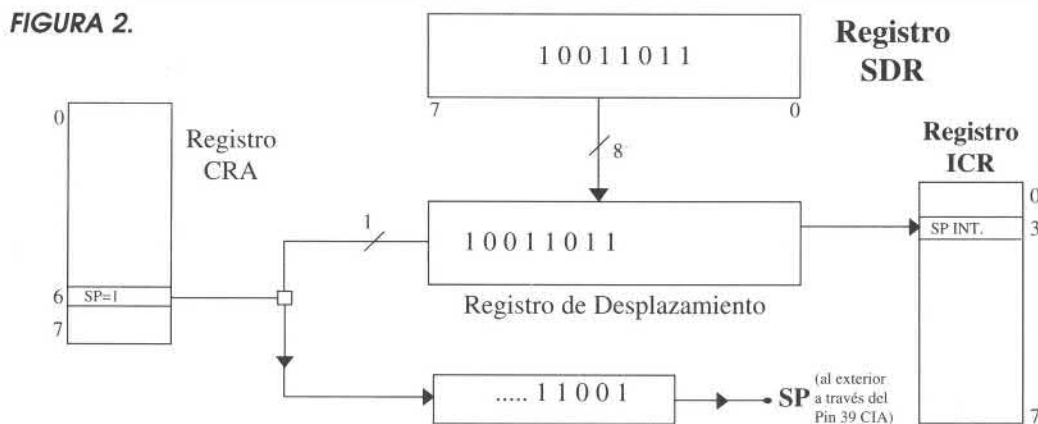 FIGURA 2.
Registro
SDR
10011011
7
0
0
Registro
CRA
8
Registro
ICR
0
SP INT.
3
1
10011011
Registro de Desplazamiento
6
SP=1
7
..... 11001
SP
(al exterior
a través del
Pin 39 CIA)
7